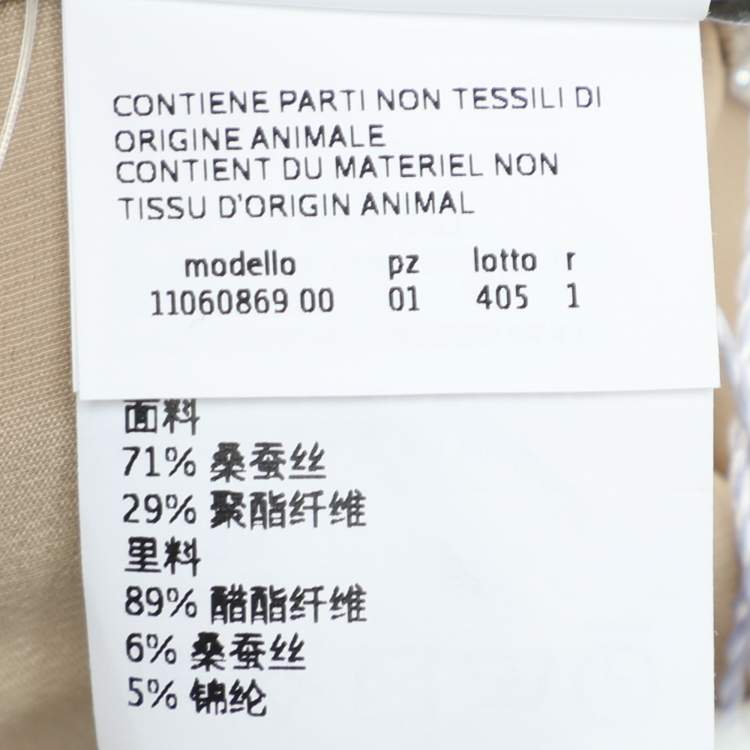 CONTIENE PARTI NON TESSILI DI
ORIGINE ANIMALE
CONTIENT DU MATERIEL NON
TISSU D'ORIGIN ANIMAL
modello pz lotto r
11060869 00 01 405 1
面料
71% 桑蚕丝
29% 聚酯纤维
里料
89% 醋酯纤维
6% 桑蚕丝
5% 锦纶